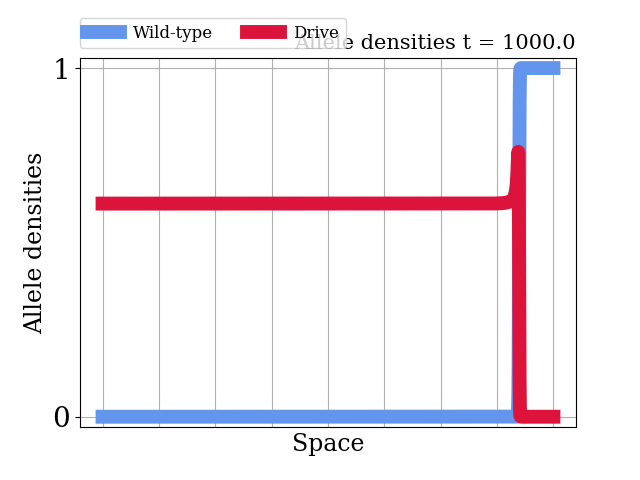 Wild-type Drive
Allele densities t = 1000.0
1
Allele densities
0
Space